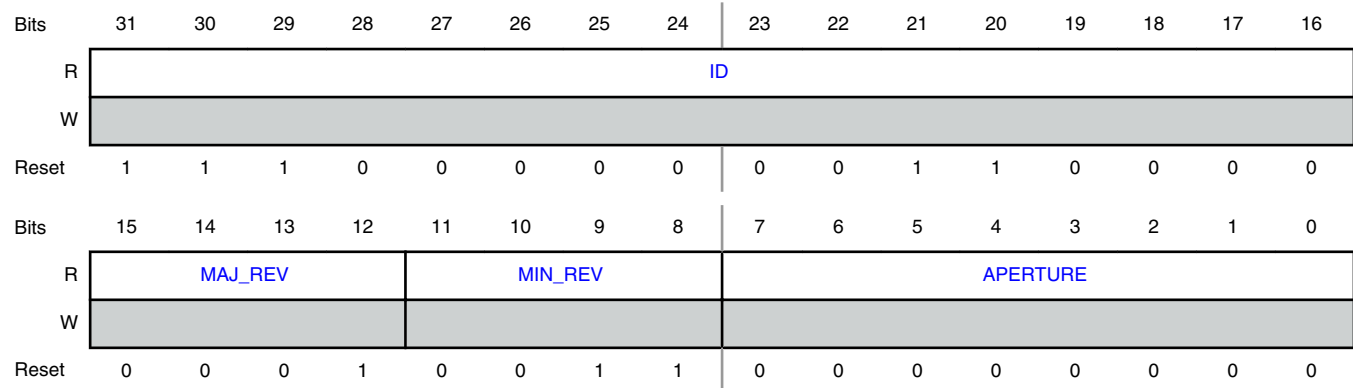 Bits 31 30 29 28 27 26 25 24 23 22 21 20 19 18 17 16
R ID
W
Reset 1 1 1 0 0 0 0 0 0 0 1 1 0 0 0 0
Bits 15 14 13 12 11 10 9 8 7 6 5 4 3 2 1 0
R MAJ_REV MIN_REV APERTURE
W
Reset 0 0 0 1 0 0 1 1 0 0 0 0 0 0 0 0